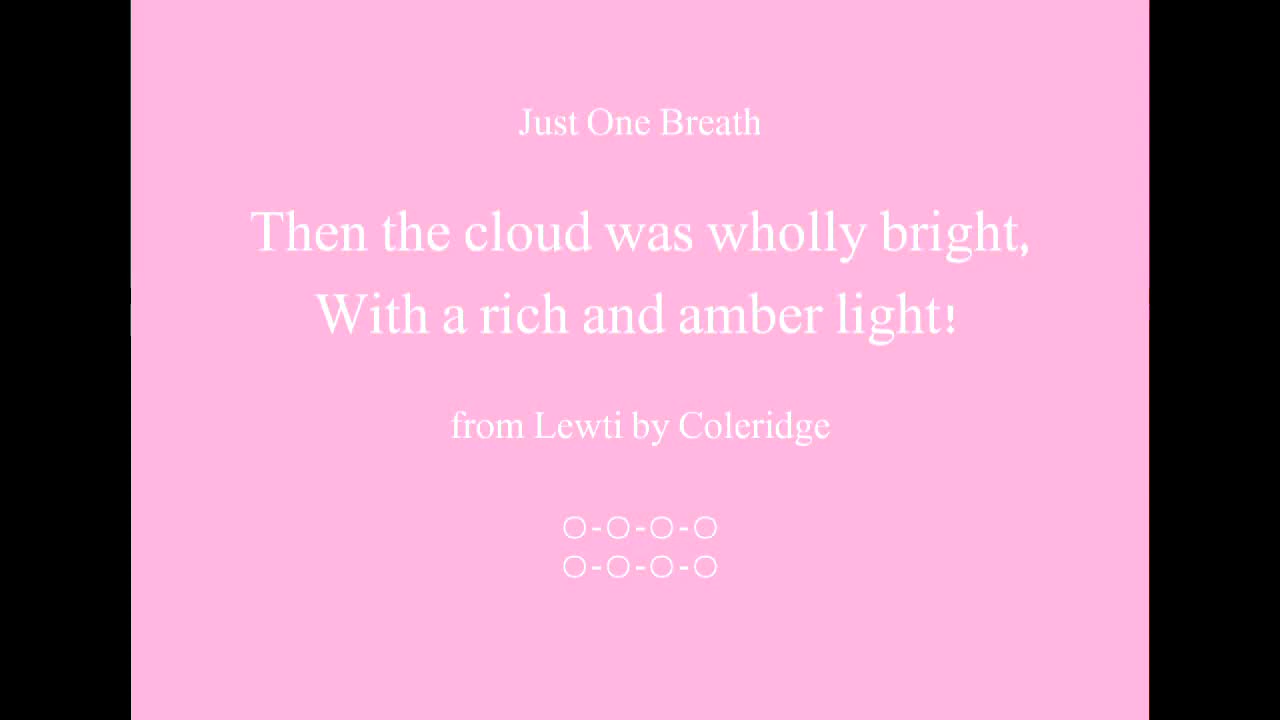 Just One Breath
Then the cloud was wholly bright,
With a rich and amber light!
from Lewti by Coleridge
○-○-○-○
○-○-○-○